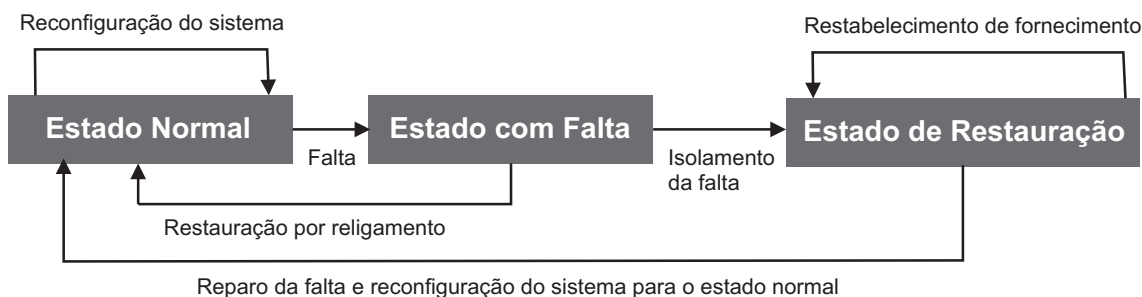 Reconfiguração do sistema
Restabelecimento de fornecimento
Estado Normal
Estado com Falta
Estado de Restauração
Falta
Isolamento
da falta
Restauração por religamento
Reparo da falta e reconfiguração do sistema para o estado normal